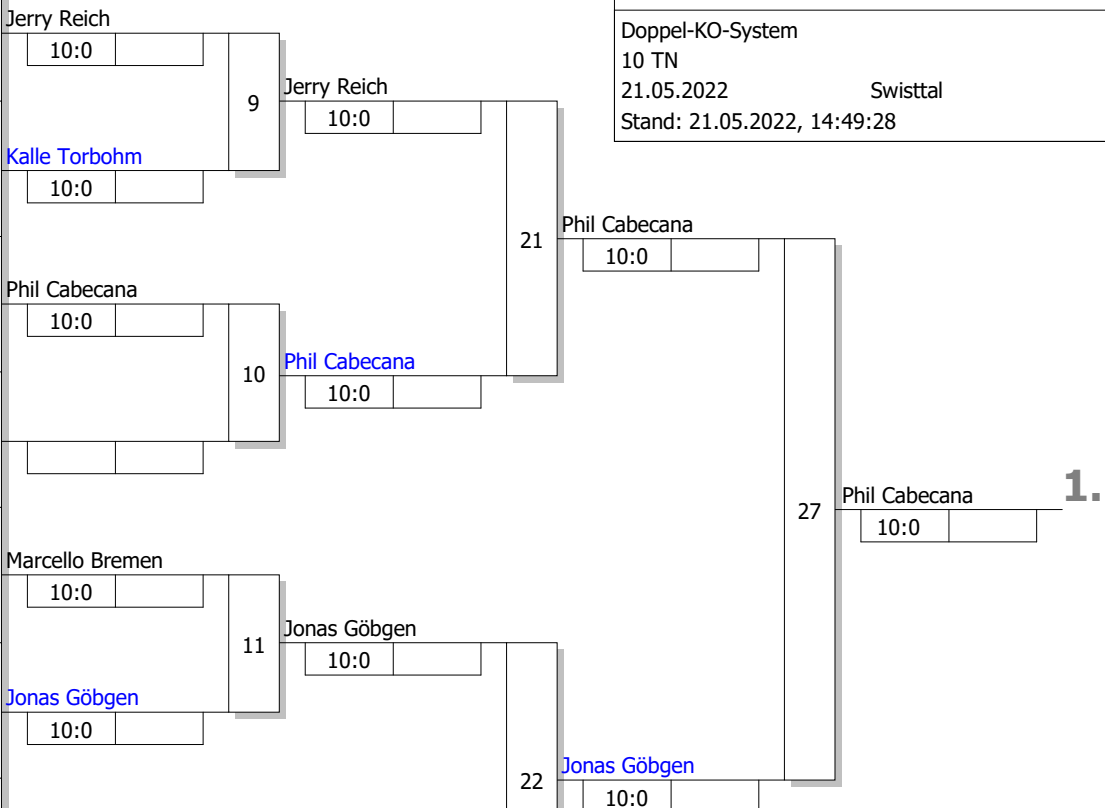 Jerry Reich
10:0
9
Kalle Torbohm
10:0
Jerry Reich
10:0
Phil Cabecana
10:0
10
Phil Cabecana
10:0
21
Phil Cabecana
10:0
Marcello Bremen
10:0
11
Jonas Göbgen
10:0
Jonas Göbgen
10:0
22
Jonas Göbgen
10:0
27
Phil Cabecana
10:0
1.
Doppel-KO-System
10 TN
21.05.2022 Swisttal
Stand: 21.05.2022, 14:49:28